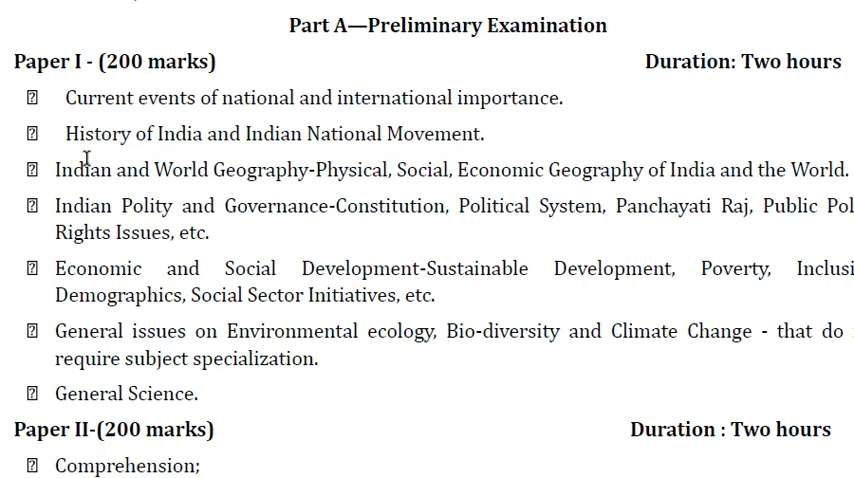 Part A—Preliminary Examination
Paper I - (200 marks) Duration: Two hours
Current events of national and international importance.
History of India and Indian National Movement.
Indian and World Geography-Physical, Social, Economic Geography of India and the World.
Indian Polity and Governance-Constitution, Political System, Panchayati Raj, Public Pol
Rights Issues, etc.
Economic and Social Development-Sustainable Development, Poverty, Inclusi
Demographics, Social Sector Initiatives, etc.
General issues on Environmental ecology, Bio-diversity and Climate Change - that do
require subject specialization.
General Science.
Paper II-(200 marks) Duration : Two hours
Comprehension;